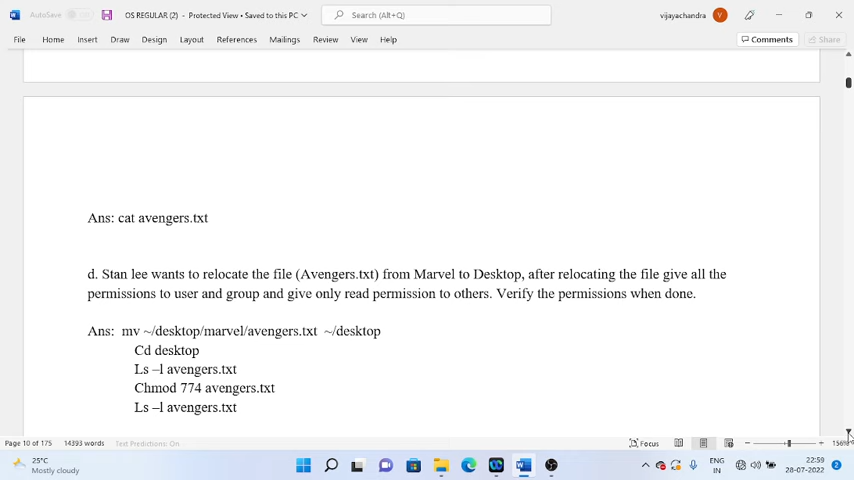 AutoSave
OS REGULAR (2) - Protected View • Saved to this PC
Search (Alt+Q)
vijayachandra
V
File Home Insert Draw Design Layout References Mailings Review View Help
Comments
Share
Ans: cat avengers.txt
d. Stan lee wants to relocate the file (Avengers.txt) from Marvel to Desktop, after relocating the file give all the
permissions to user and group and give only read permission to others. Verify the permissions when done.
Ans: mv ~/desktop/marvel/avengers.txt ~/desktop
Cd desktop
Ls –l avengers.txt
Chmod 774 avengers.txt
Ls –l avengers.txt
Page 10 of 175 14393 words Text Predictions: On
Focus
156%
25°C
Mostly cloudy
ENG
IN
22:59
28-07-2022
2